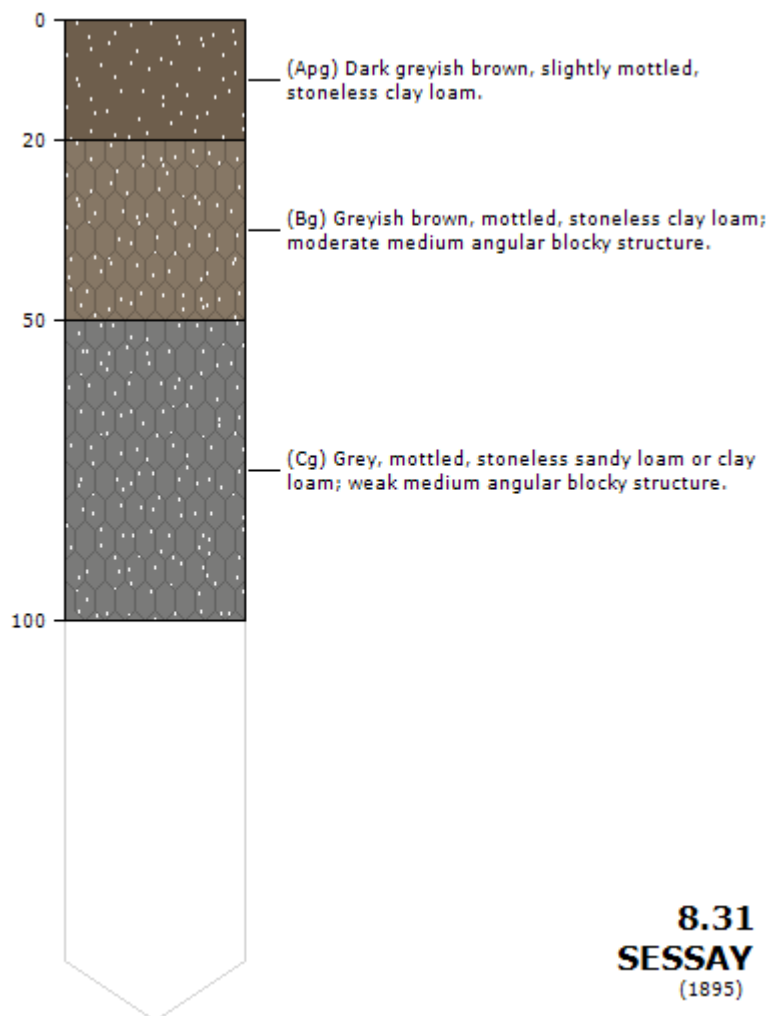 0
(Apg) Dark greyish brown, slightly mottled,
stoneless clay loam.
20
(Bg) Greyish brown, mottled, stoneless clay loam;
moderate medium angular blocky structure.
50
(Cg) Grey, mottled, stoneless sandy loam or clay
loam; weak medium angular blocky structure.
100
8.31
SESSAY
(1895)